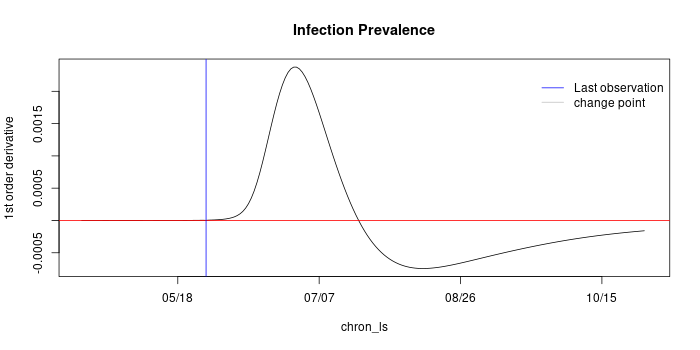 Infection Prevalence
1st order derivative
0.0015
0.0005
-0.0005
Last observation
change point
05/18
07/07
08/26
10/15
chron_ls